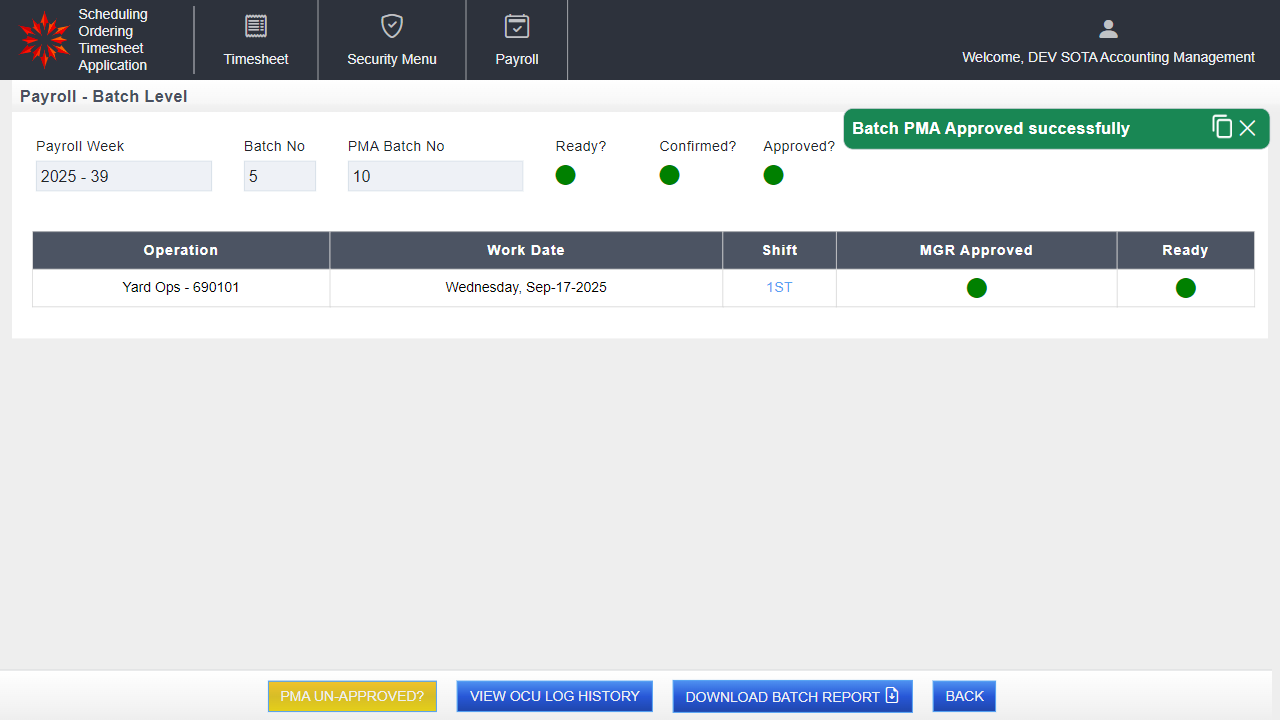 Scheduling
Ordering
Timesheet
Application
Timesheet
Security Menu
Payroll
Welcome, DEV SOTA Accounting Management
Payroll - Batch Level
Batch PMA Approved successfully
Payroll Week
Batch No
PMA Batch No
Ready?
Confirmed?
Approved?
2025 - 39
5
10
Operation
Work Date
Shift
MGR Approved
Ready
Yard Ops - 690101
Wednesday, Sep-17-2025
1ST
PMA UN-APPROVED?
VIEW OCU LOG HISTORY
DOWNLOAD BATCH REPORT
BACK